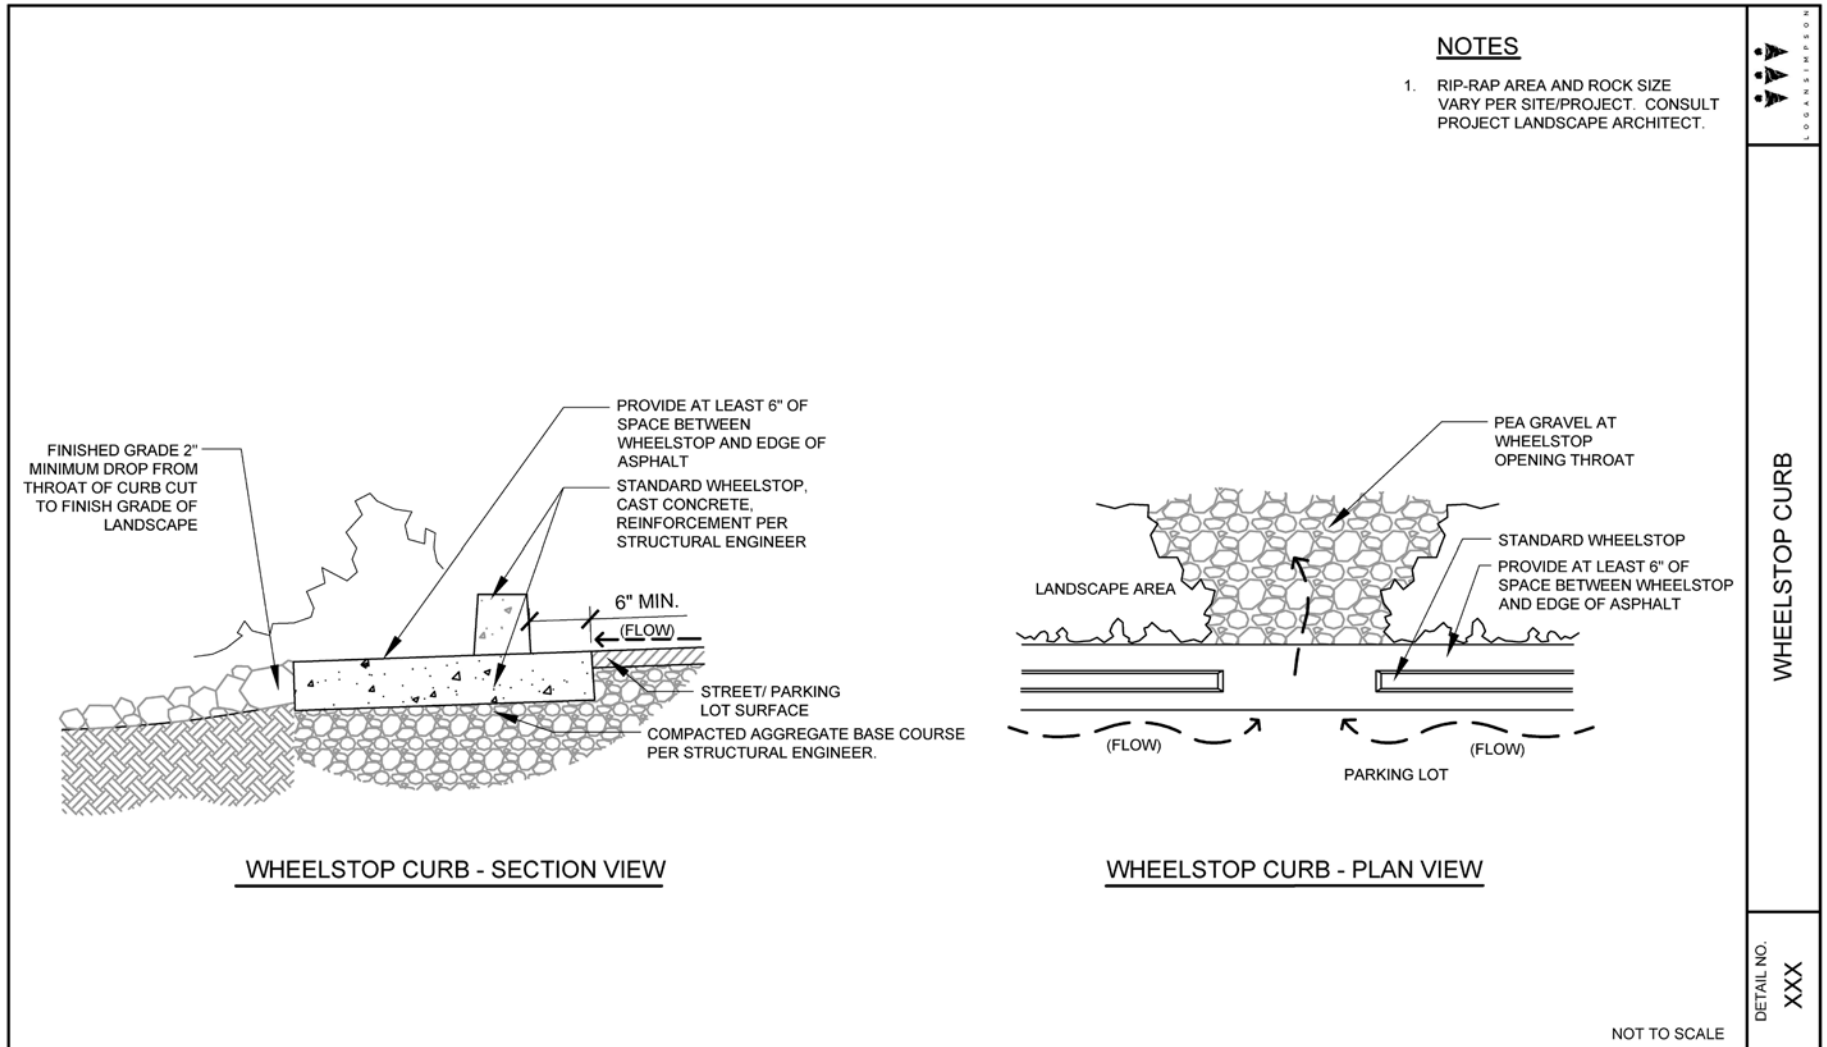 NOTES
1. RIP-RAP AREA AND ROCK SIZE
VARY PER SITE/PROJECT. CONSULT
PROJECT LANDSCAPE ARCHITECT.
FINISHED GRADE 2"
MINIMUM DROP FROM
THROAT OF CURB CUT
TO FINISH GRADE OF
LANDSCAPE
PROVIDE AT LEAST 6" OF
SPACE BETWEEN
WHEELSTOP AND EDGE OF
ASPHALT
STANDARD WHEELSTOP,
CAST CONCRETE,
REINFORCEMENT PER
STRUCTURAL ENGINEER
6" MIN.
(FLOW)
STREET/ PARKING
LOT SURFACE
COMPACTED AGGREGATE BASE COURSE
PER STRUCTURAL ENGINEER.
WHEELSTOP CURB - SECTION VIEW
PEA GRAVEL AT
WHEELSTOP
OPENING THROAT
STANDARD WHEELSTOP
PROVIDE AT LEAST 6" OF
SPACE BETWEEN WHEELSTOP
AND EDGE OF ASPHALT
LANDSCAPE AREA
(FLOW)
(FLOW)
PARKING LOT
WHEELSTOP CURB - PLAN VIEW
NOT TO SCALE
LOGANSIMPSON
WHEELSTOP CURB
DETAIL NO.
XXX